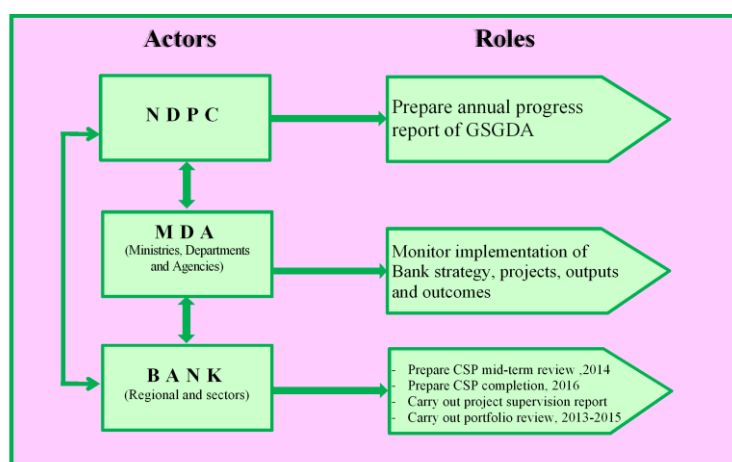 Actors
Roles
N D P C
Prepare annual progress
report of GSGDA
M D A
(Ministries, Departments
and Agencies)
Monitor implementation of
Bank strategy, projects, outputs
and outcomes
B A N K
(Regional and sectors)
- Prepare CSP mid-term review ,2014
- Prepare CSP completion, 2016
- Carry out project supervision report
- Carry out portfolio review, 2013-2015